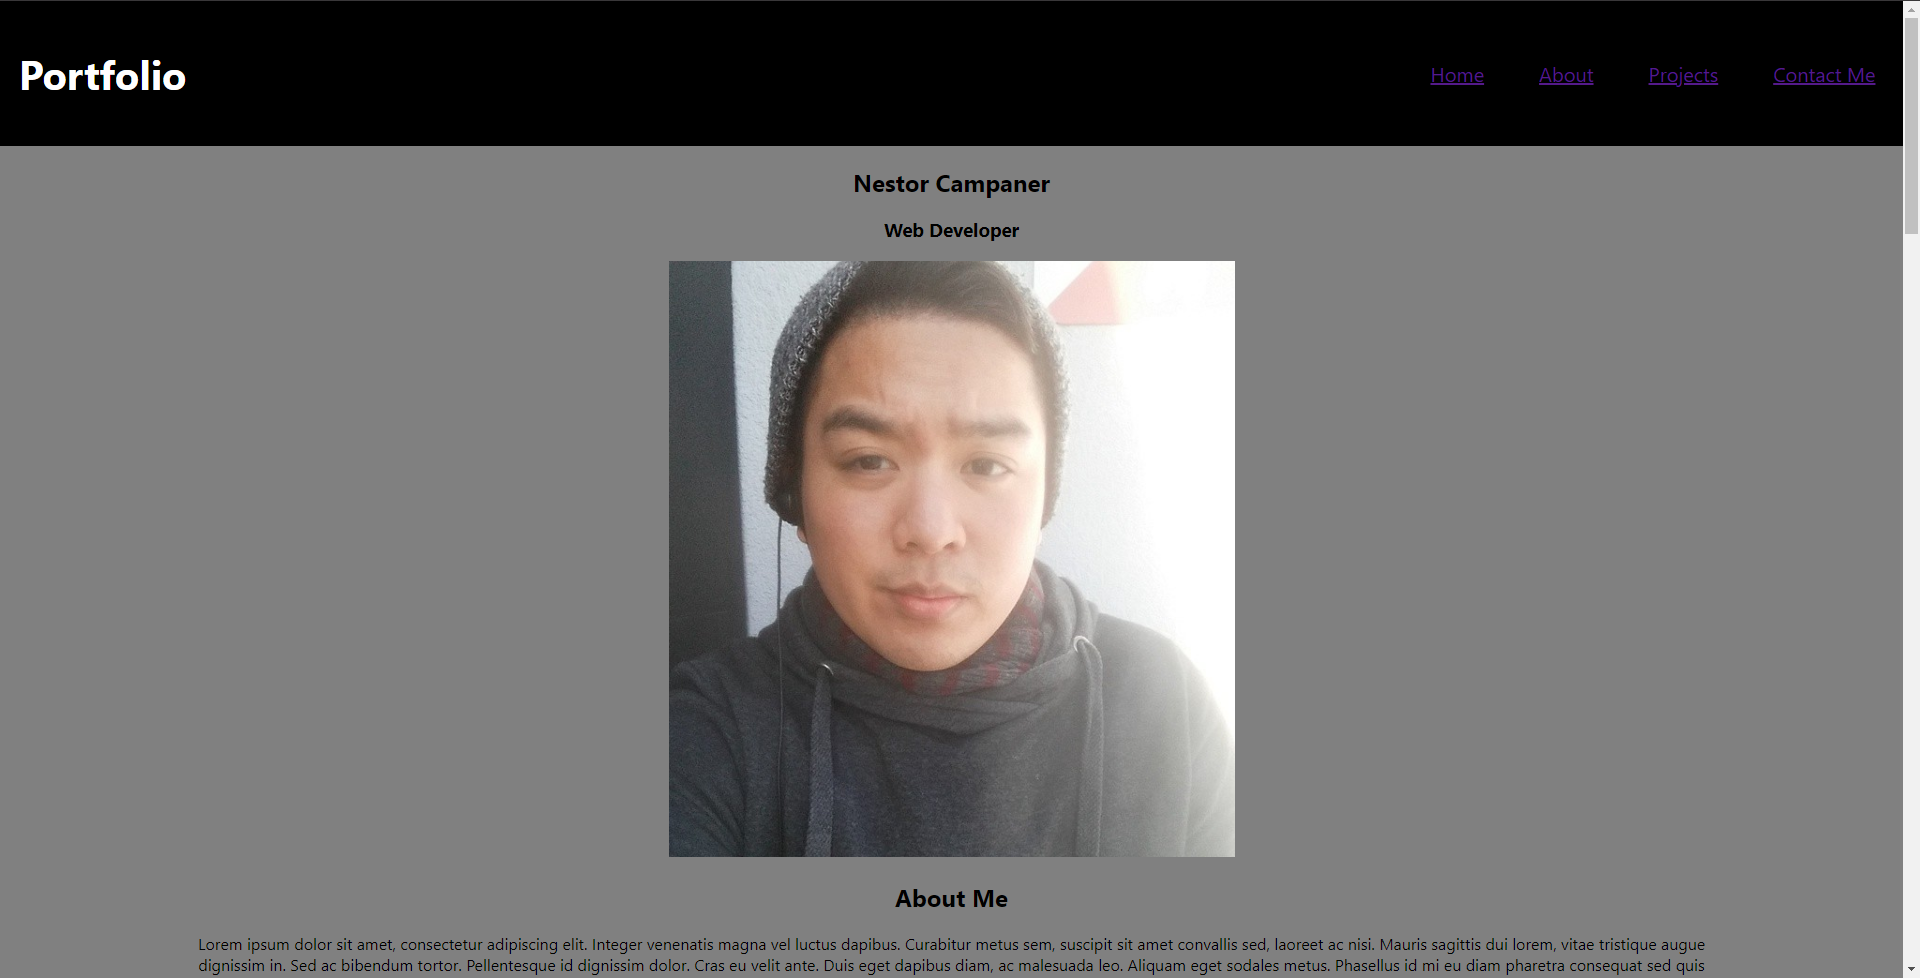 Portfolio
Home About Projects Contact Me
Nestor Campaner
Web Developer
About Me
Lorem ipsum dolor sit amet, consectetur adipiscing elit. Integer venenatis magna vel luctus dapibus. Curabitur metus sem, suscipit sit amet convallis sed, laoreet ac nisi. Mauris sagittis dui lorem, vitae tristique augue
dignissim in. Sed ac bibendum tortor. Pellentesque id dignissim dolor. Cras eu velit ante. Duis eget dapibus diam, ac malesuada leo. Aliquam eget sodales metus. Phasellus id mi eu diam pharetra consequat sed quis